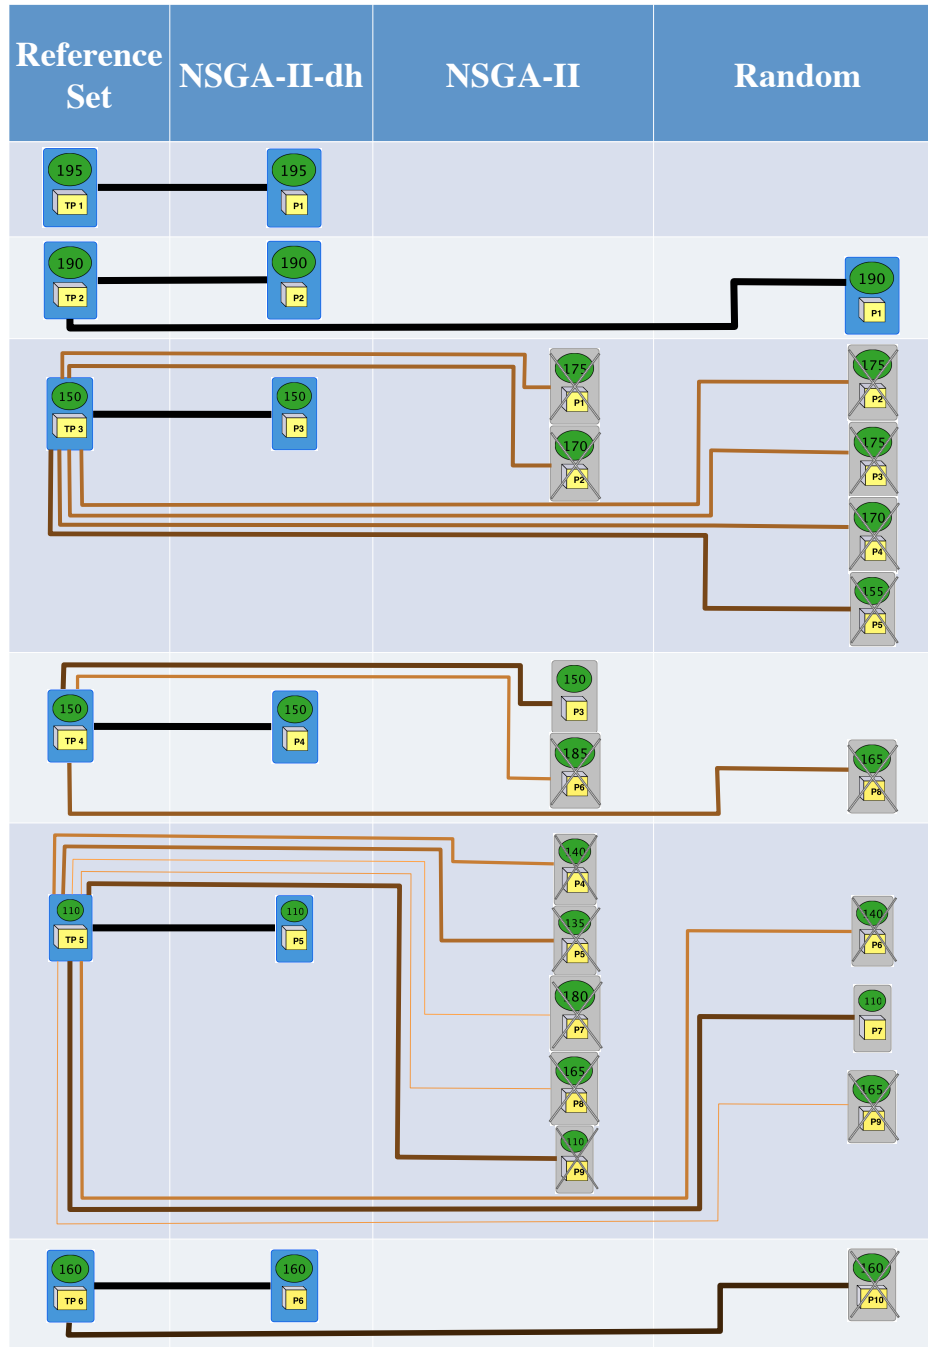 Reference
Set
NSGA-II-dh
NSGA-II
Random
195
TP 1
195
P1
190
TP 2
190
P2
190
P1
150
TP 3
150
P3
175
P1
170
P2
175
P2
175
P3
170
P4
155
P5
150
TP 4
150
P4
150
P3
185
P6
165
P8
110
TP 5
110
P5
140
P4
135
P5
180
P7
165
P8
110
P9
140
P6
110
P7
165
P9
160
TP 6
160
P6
160
P10